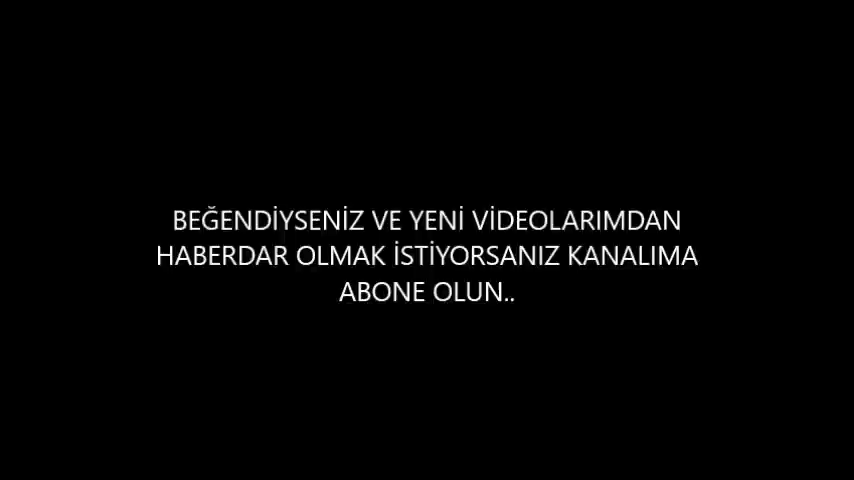 BEĞENDİYSENİZ VE YENİ VİDEOLARIMDAN
HABERDAR OLMAK İSTİYORSANIZ KANALIMA
ABONE OLUN..